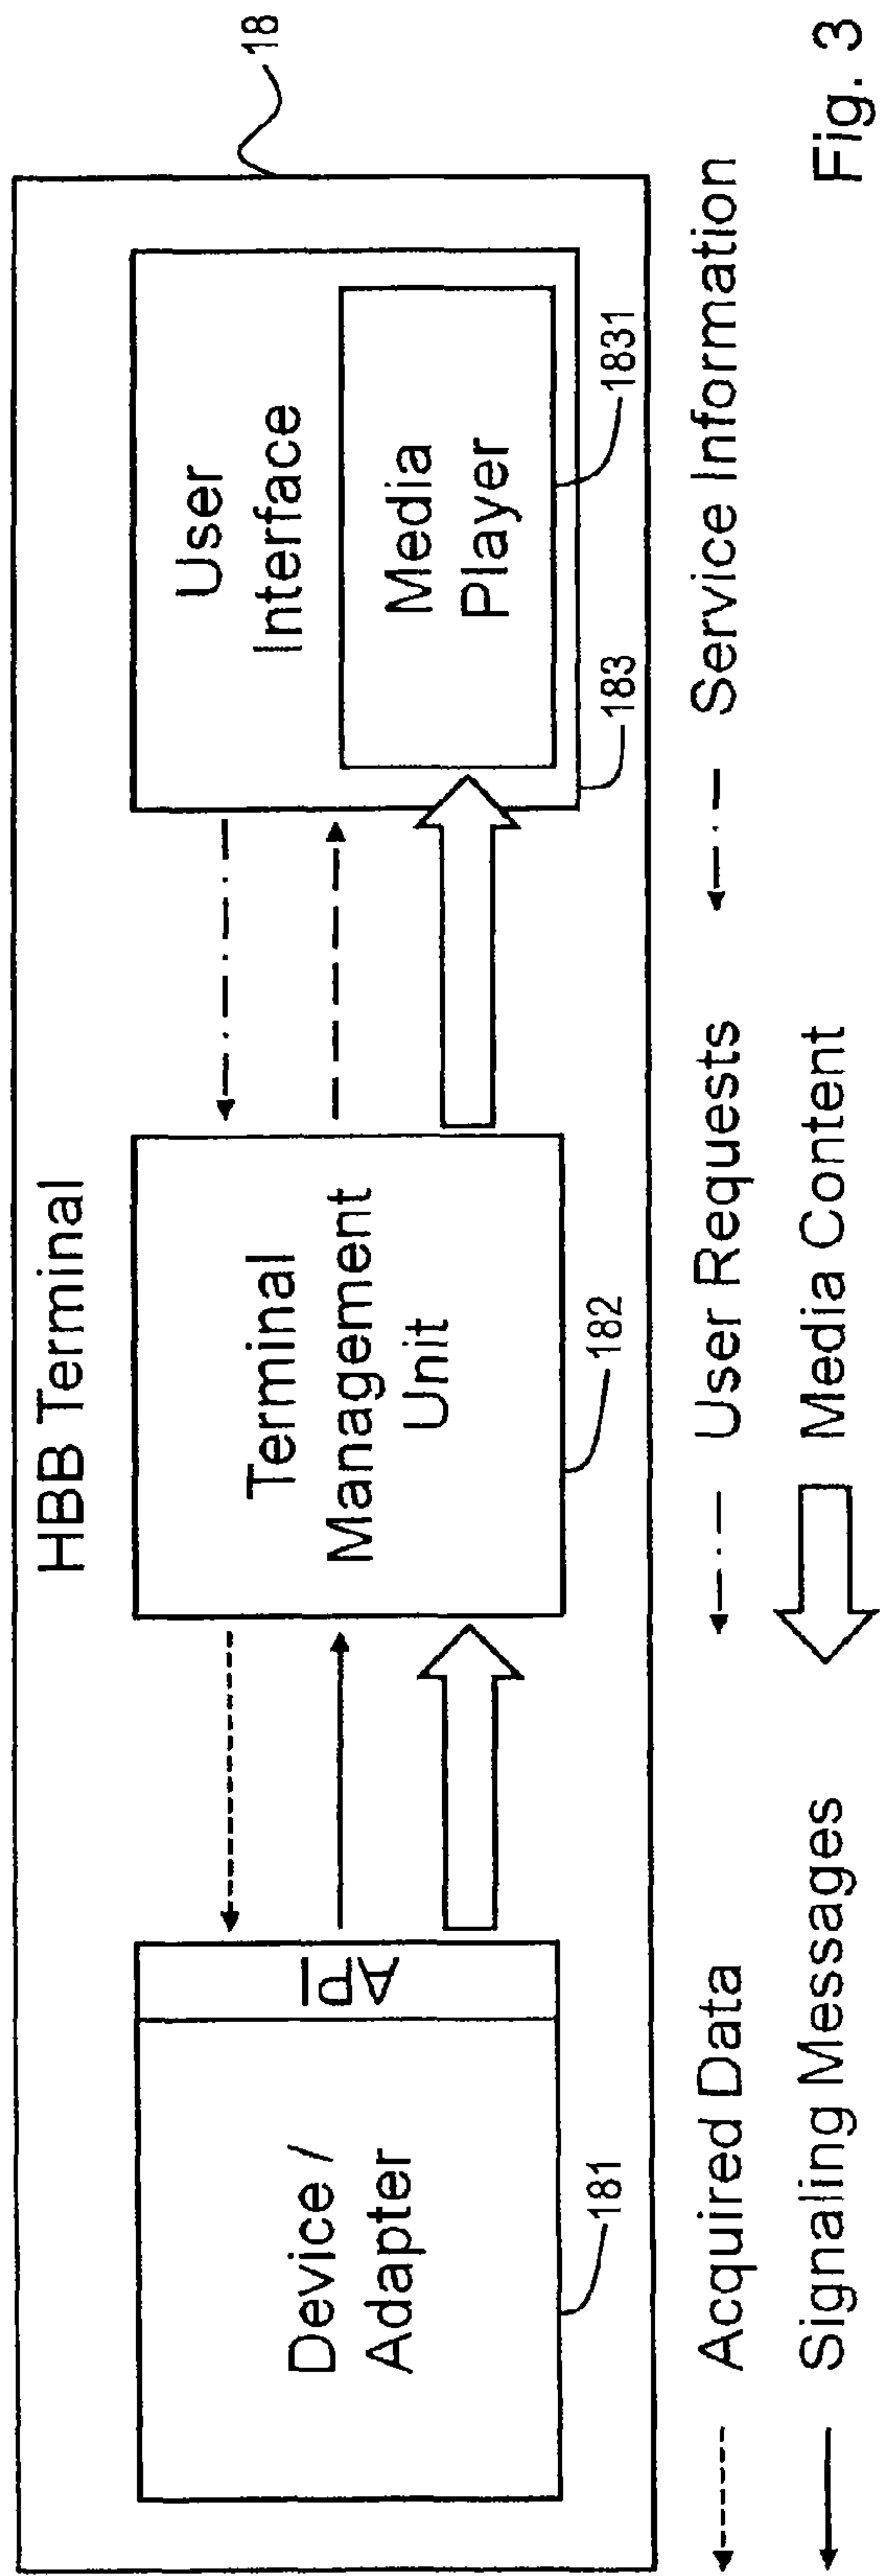 HBB Terminal
18
Device /
Adapter
API
181
Terminal
Management
Unit
182
User
Interface
Media
Player
183
1831
Acquired Data
User Requests
Service Information
Signaling Messages
Media Content
Fig. 3